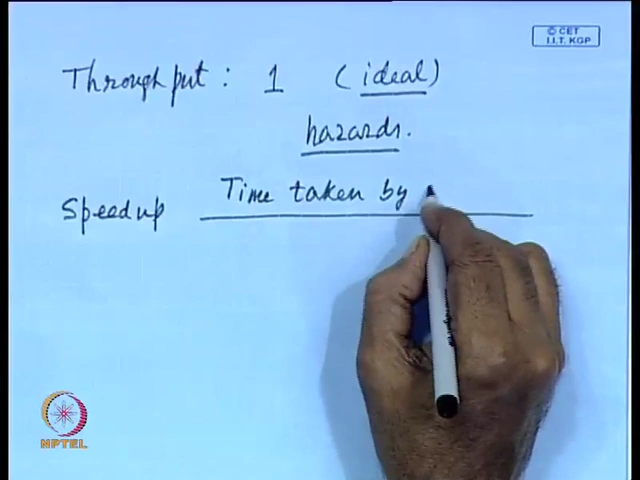 © CET
I.I.T. KGP
Throughput : 1 (ideal)
hazards.
Speedup Time taken by
NPTEL